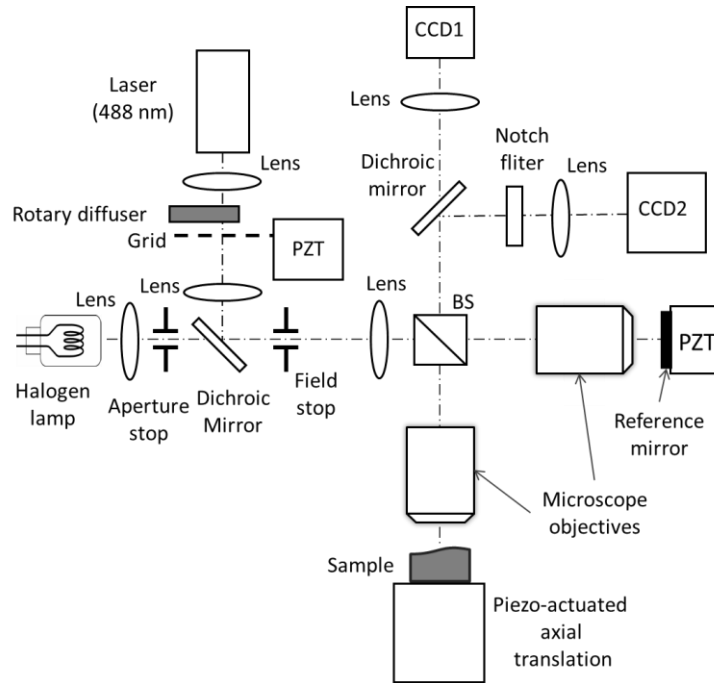 CCD1
Laser
(488 nm)
Lens
Notch
fliter
Lens
Lens
Dichroic
mirror
Rotary diffuser
Grid
CCD2
PZT
Lens
Lens
Lens
BS
PZT
Halogen
lamp
Aperture
stop
Dichroic
Mirror
Field
stop
Reference
mirror
Microscope
objectives
Sample
Piezo-actuated
axial
translation